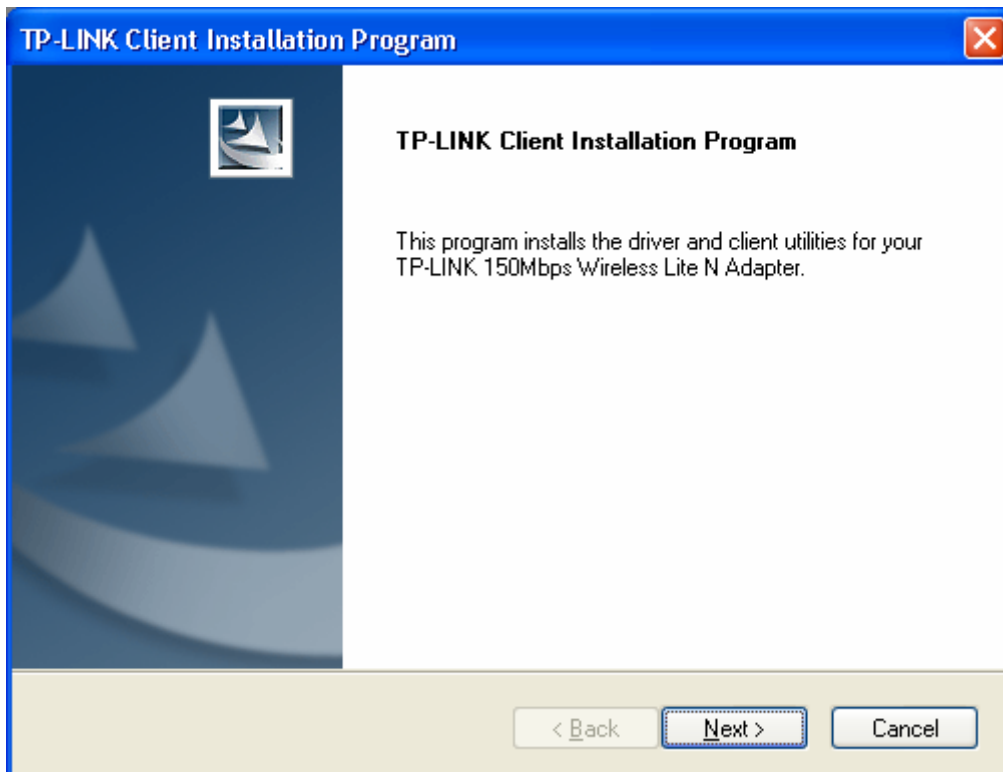 TP-LINK Client Installation Program
TP-LINK Client Installation Program
This program installs the driver and client utilities for your
TP-LINK 150Mbps Wireless Lite N Adapter.
< Back Next > Cancel